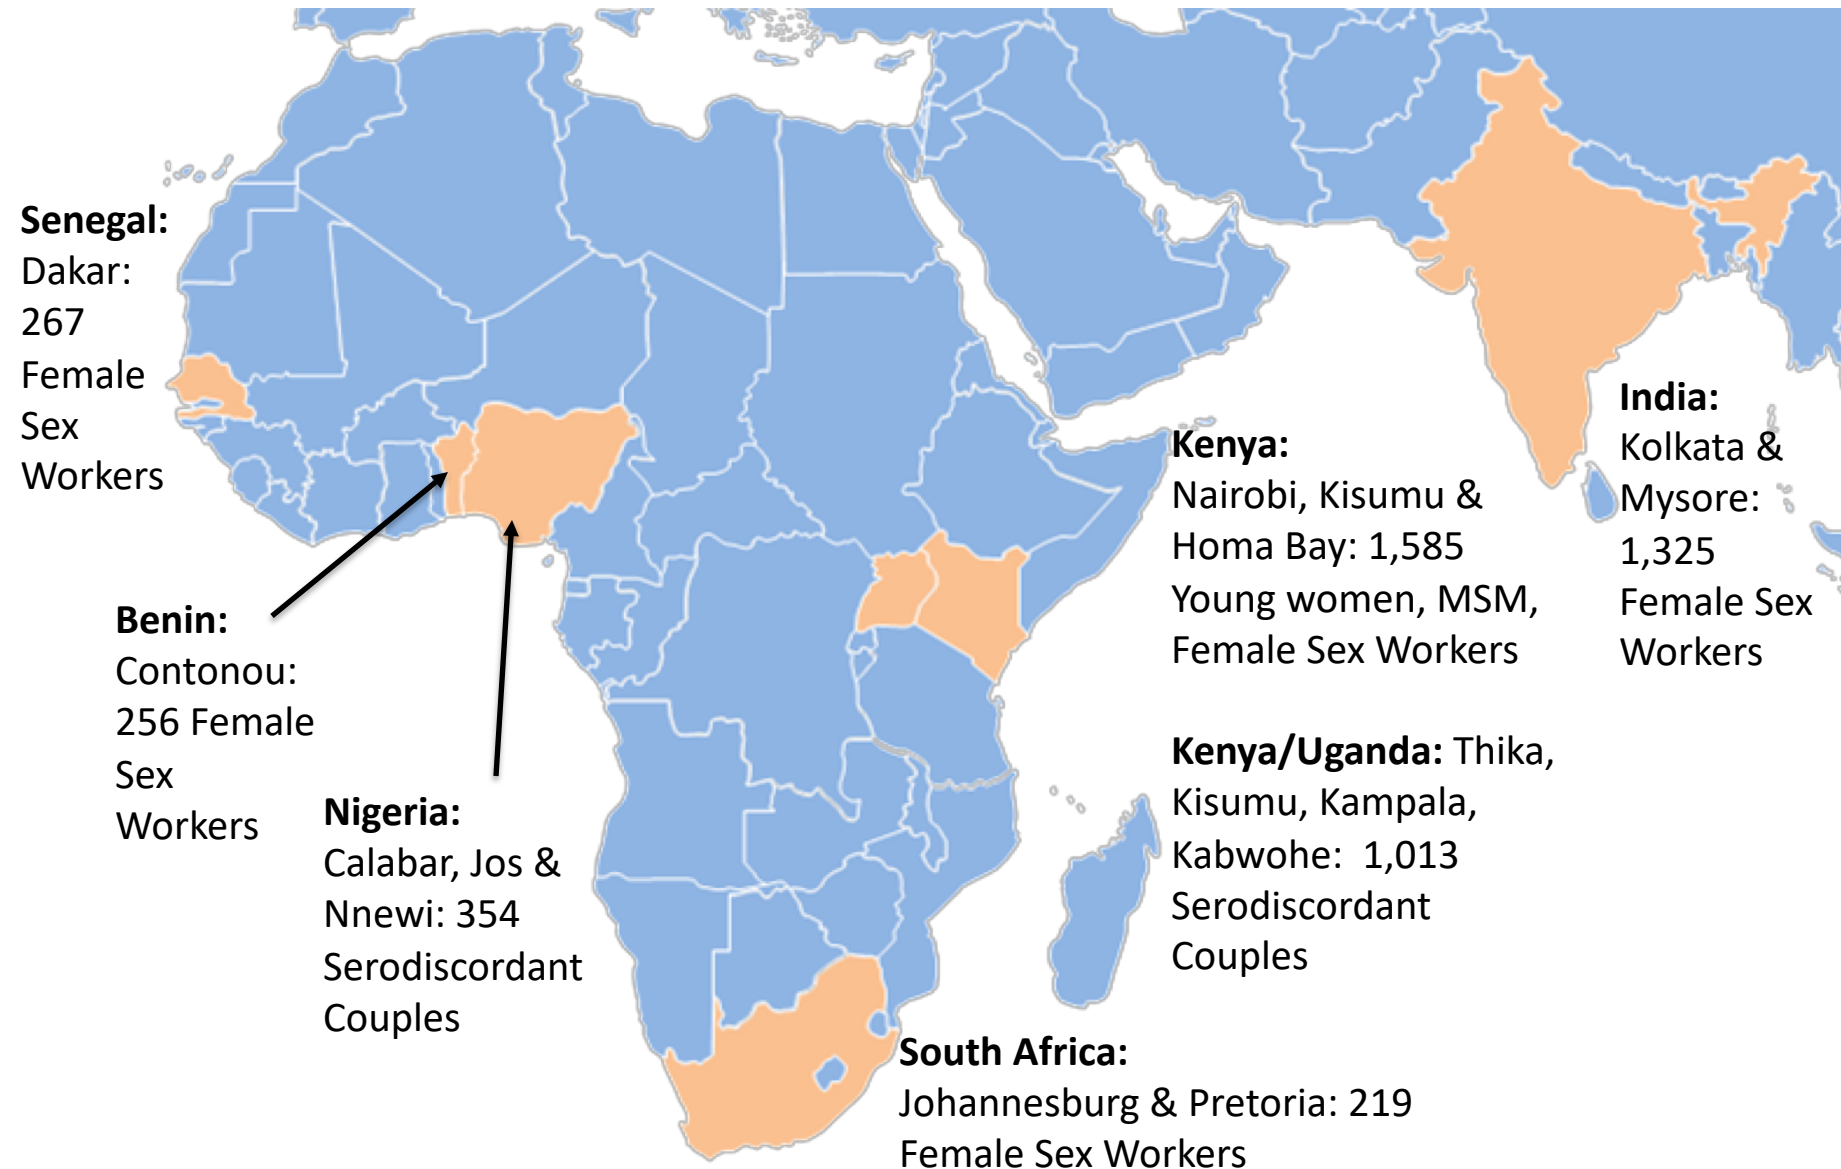 Senegal:
Dakar:
267
Female
Sex
Workers
Benin:
Contonou:
256 Female
Sex
Workers
Nigeria:
Calabar, Jos &
Nnewi: 354
Serodiscordant
Couples
Kenya:
Nairobi, Kisumu &
Homa Bay: 1,585
Young women, MSM,
Female Sex Workers
Kenya/Uganda: Thika,
Kisumu, Kampala,
Kabwohe: 1,013
Serodiscordant
Couples
South Africa:
Johannesburg & Pretoria: 219
Female Sex Workers
India:
Kolkata &
Mysore:
1,325
Female Sex
Workers